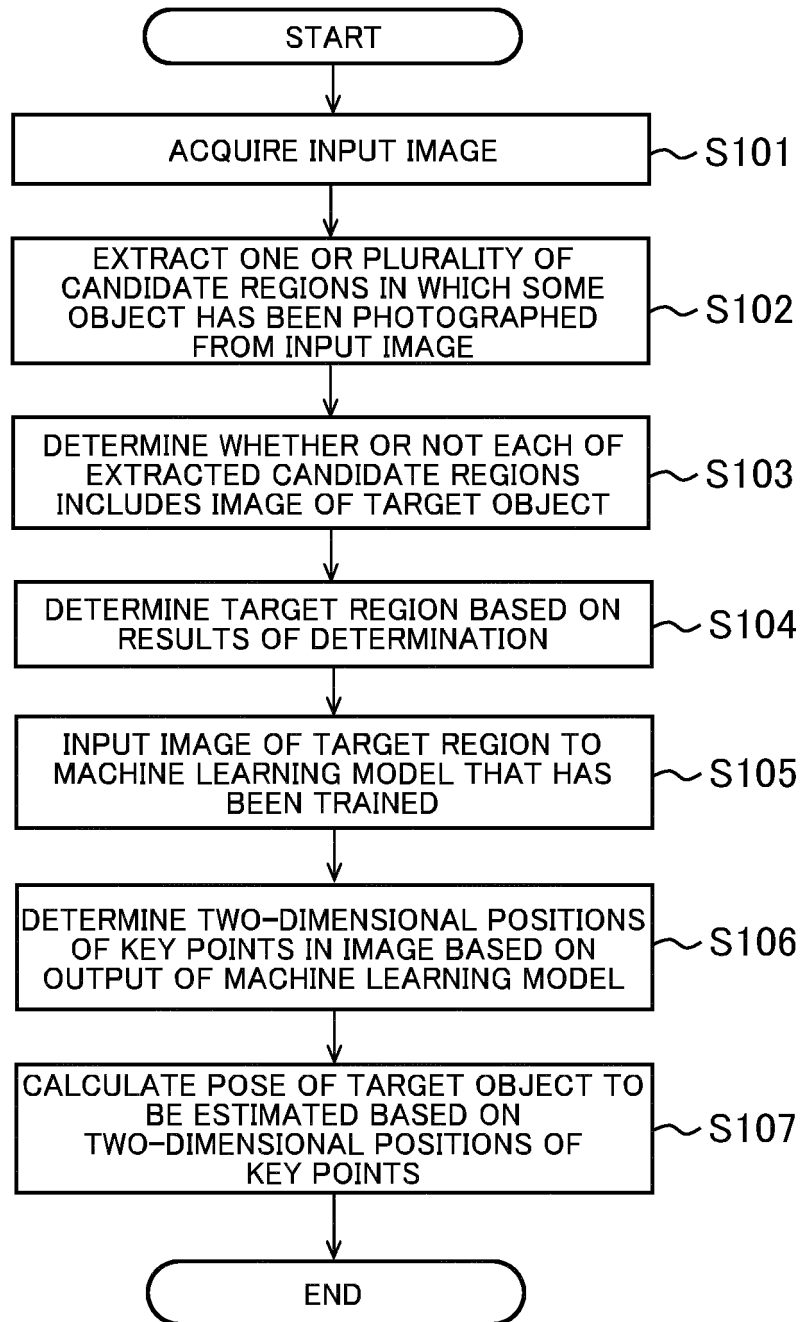 START
ACQUIRE INPUT IMAGE
S101
EXTRACT ONE OR PLURALITY OF
CANDIDATE REGIONS IN WHICH SOME
OBJECT HAS BEEN PHOTOGRAPHED
FROM INPUT IMAGE
S102
DETERMINE WHETHER OR NOT EACH OF
EXTRACTED CANDIDATE REGIONS
INCLUDES IMAGE OF TARGET OBJECT
S103
DETERMINE TARGET REGION BASED ON
RESULTS OF DETERMINATION
S104
INPUT IMAGE OF TARGET REGION TO
MACHINE LEARNING MODEL THAT HAS
BEEN TRAINED
S105
DETERMINE TWO-DIMENSIONAL POSITIONS
OF KEY POINTS IN IMAGE BASED ON
OUTPUT OF MACHINE LEARNING MODEL
S106
CALCULATE POSE OF TARGET OBJECT TO
BE ESTIMATED BASED ON
TWO-DIMENSIONAL POSITIONS OF
KEY POINTS
S107
END